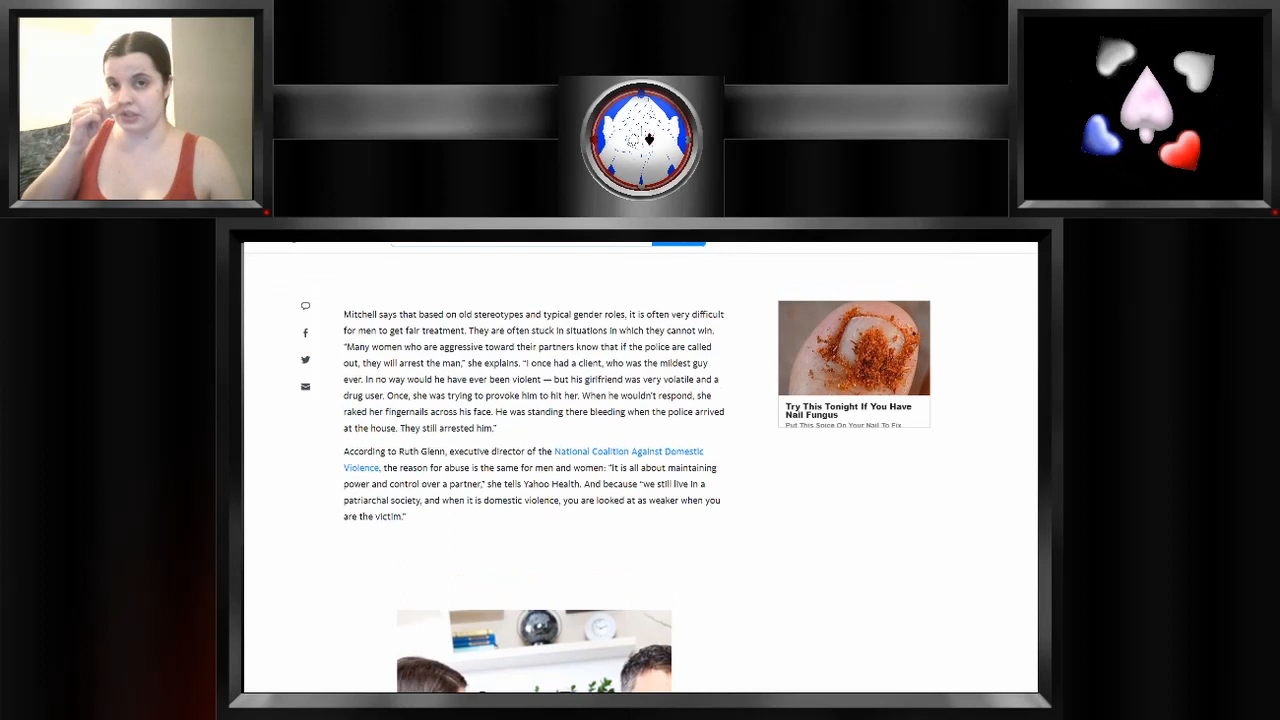 Mitchell says that based on old stereotypes and typical gender roles, it is often very difficult
for men to get fair treatment. They are often stuck in situations in which they cannot win.
“Many women who are aggressive toward their partners know that if the police are called
out, they will arrest the man,” she explains. “I once had a client, who was the mildest guy
ever. In no way would he have ever been violent — but his girlfriend was very volatile and a
drug user. Once, she was trying to provoke him to hit her. When he wouldn’t respond, she
raked her fingernails across his face. He was standing there bleeding when the police arrived
at the house. They still arrested him.”
According to Ruth Glenn, executive director of the National Coalition Against Domestic
Violence, the reason for abuse is the same for men and women: “It is all about maintaining
power and control over a partner,” she tells Yahoo Health. And because “we still live in a
patriarchal society, and when it is domestic violence, you are looked at as weaker when you
are the victim.”
Try This Tonight If You Have
Nail Fungus
Put This Spice On Your Nail To Fix